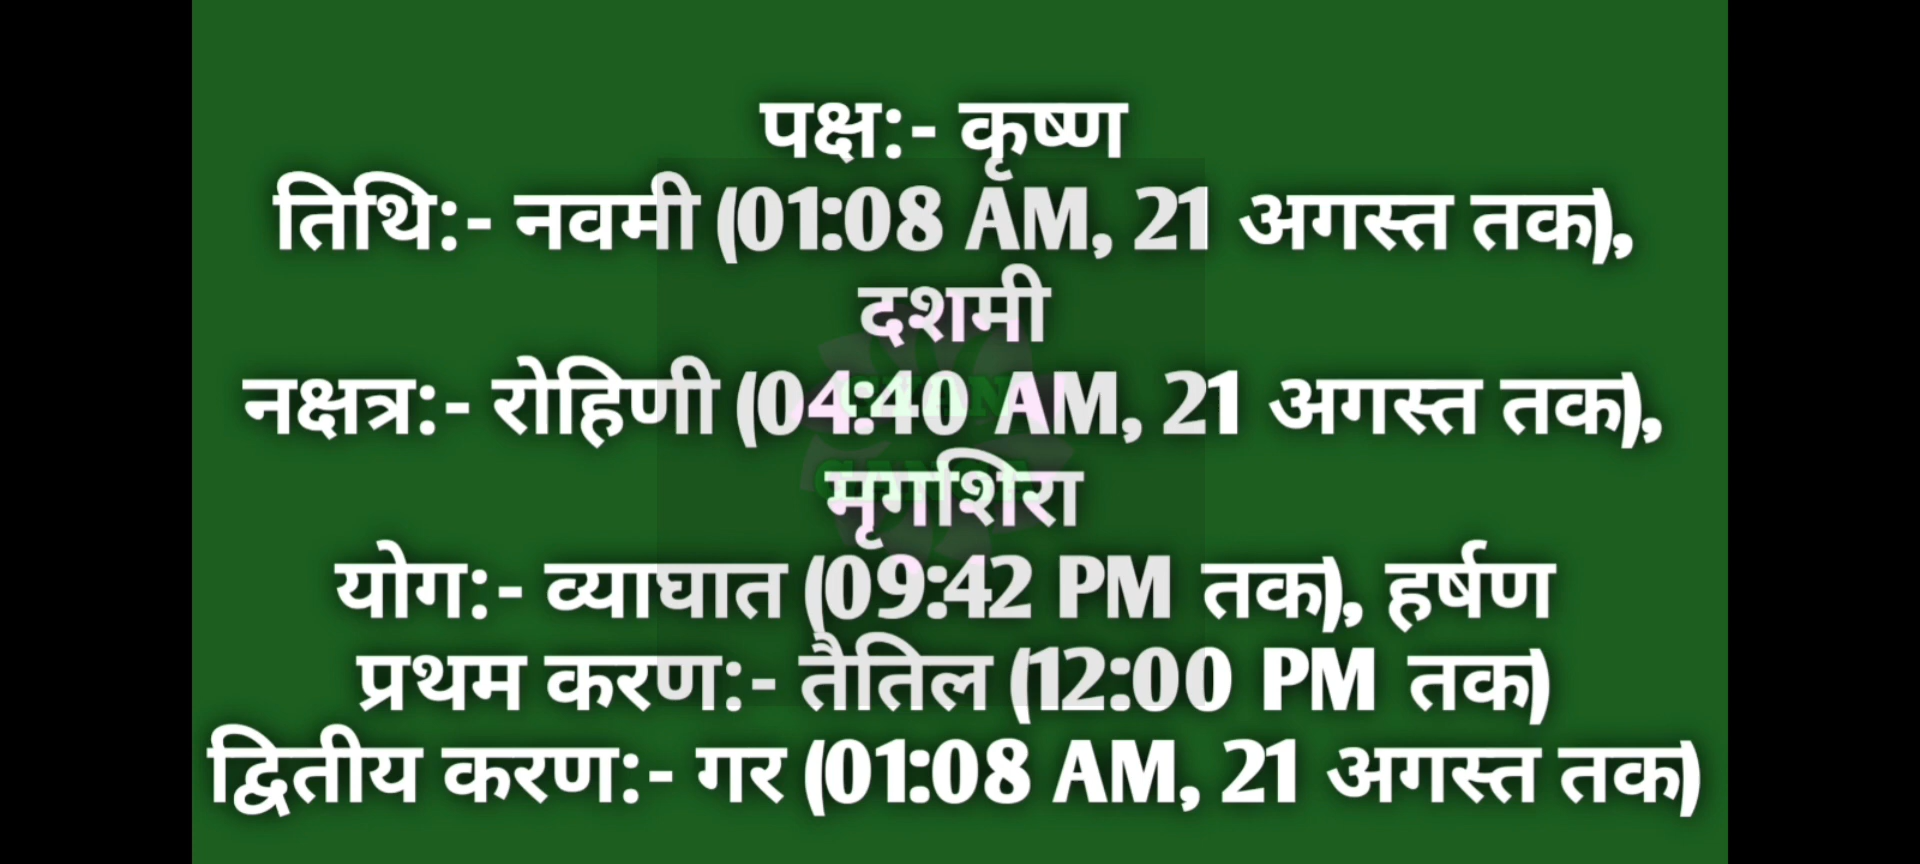 पक्ष:- कृष्ण
तिथि:- नवमी (01:08 AM, 21 अगस्त तक),
दशमी
नक्षत्र:- रोहिणी (04:40 AM, 21 अगस्त तक),
मृगशिरा
योग:- व्याघात (09:42 PM तक), हर्षण
प्रथम करण:- तैतिल (12:00 PM तक)
द्वितीय करण:- गर (01:08 AM, 21 अगस्त तक)